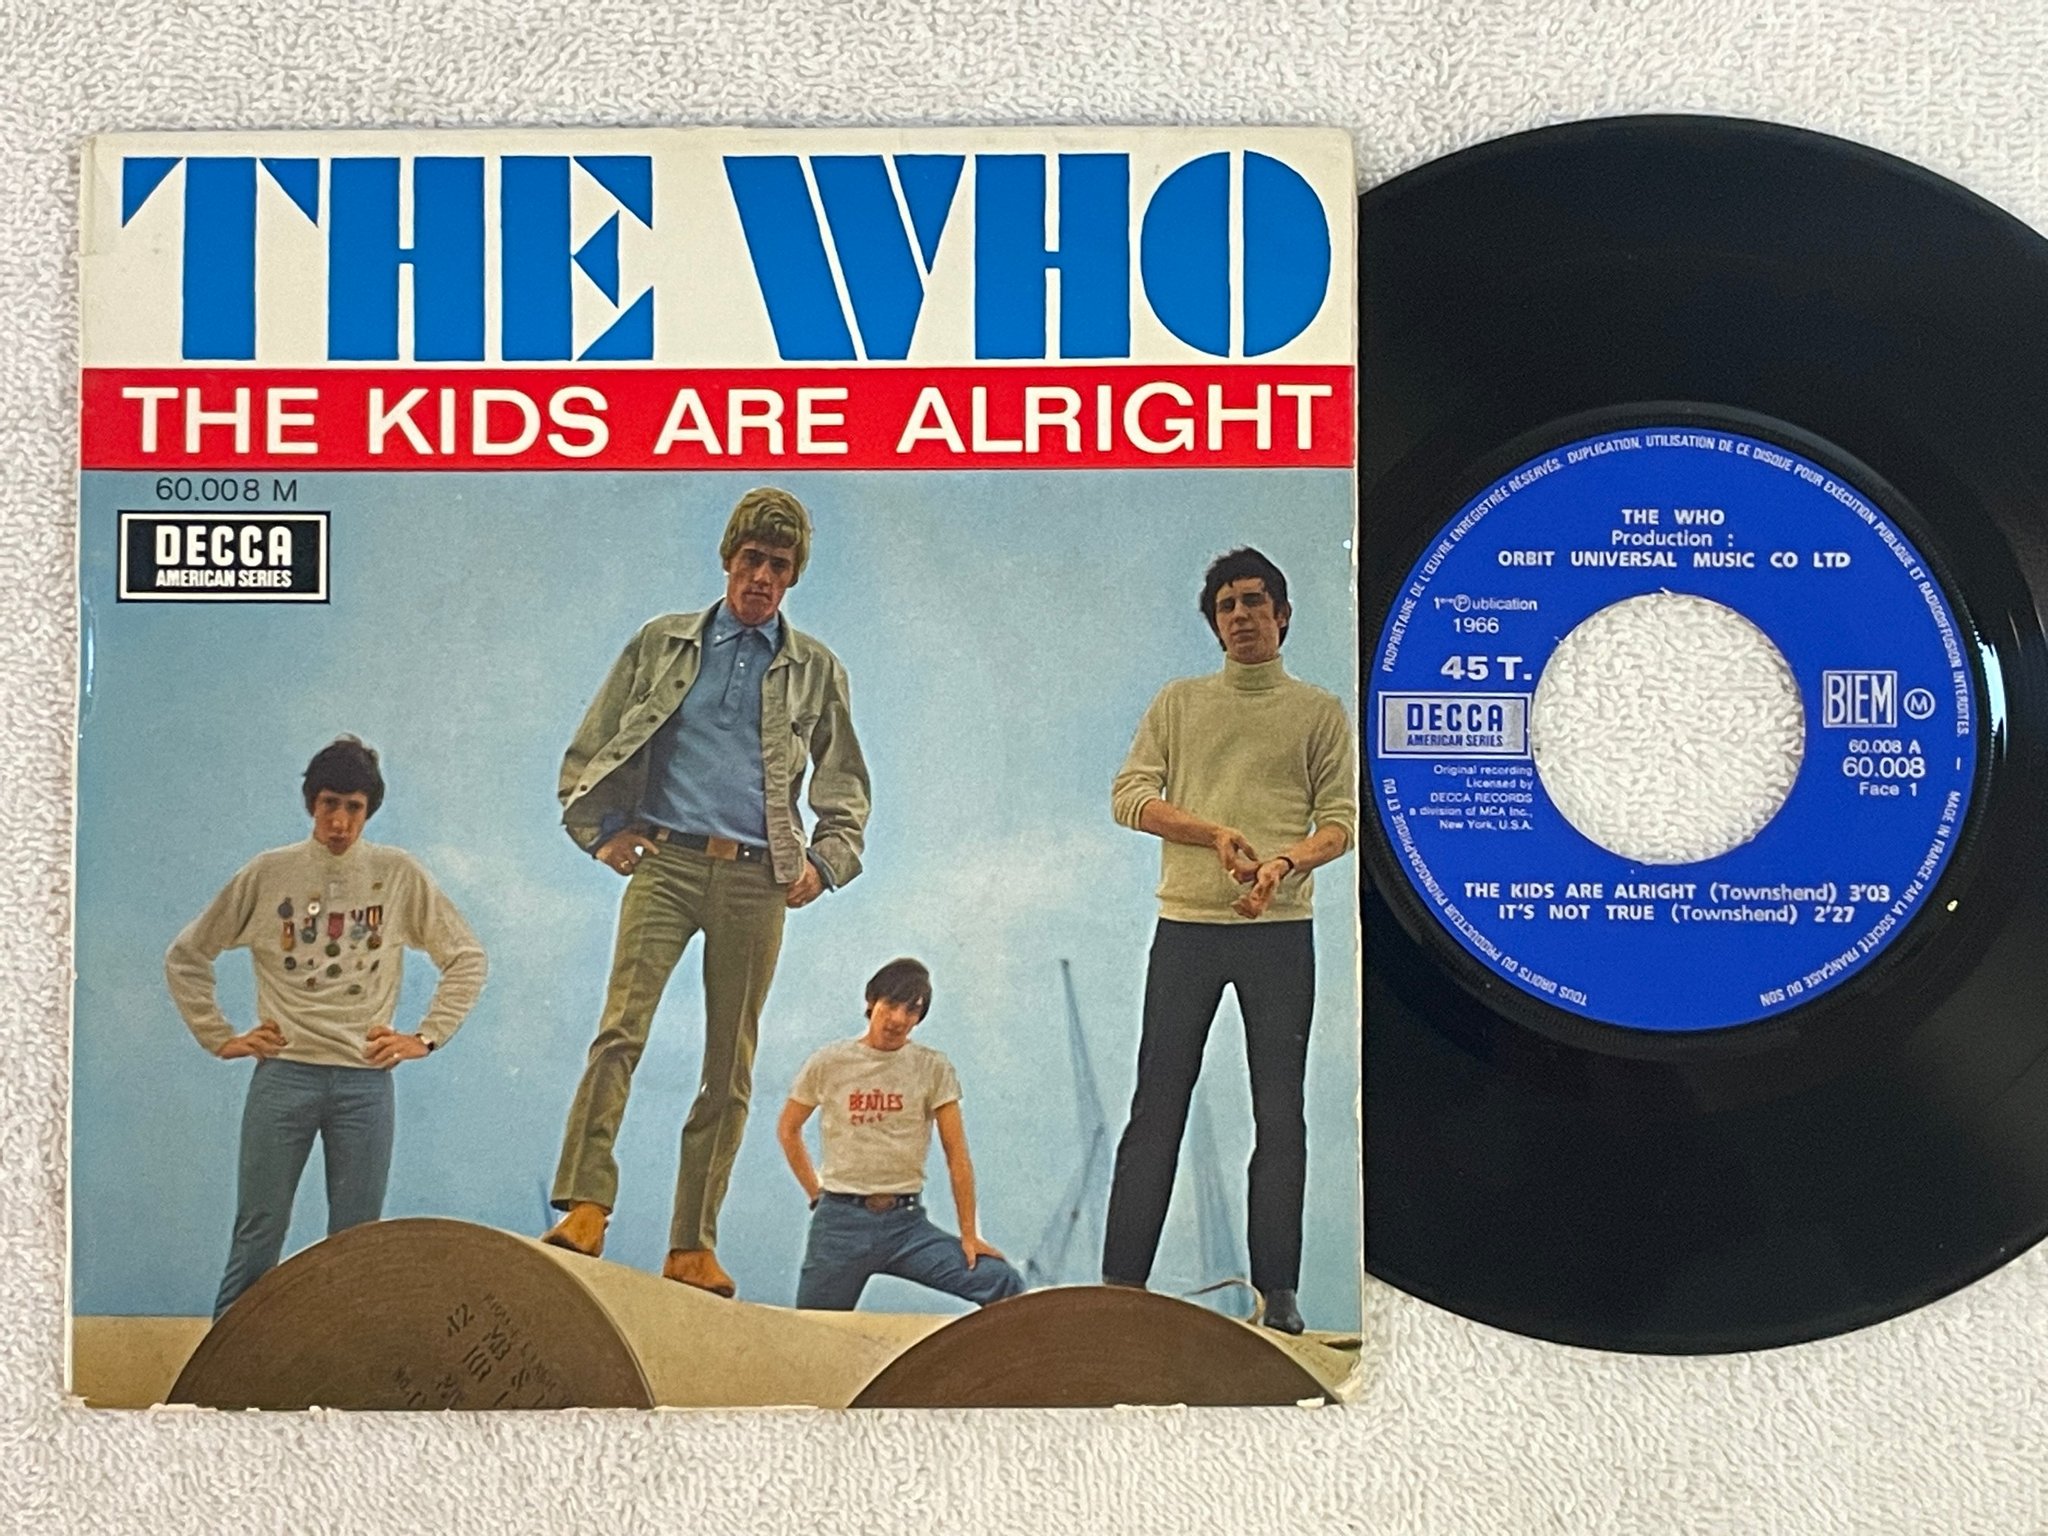 THE WHO
THE KIDS ARE ALRIGHT
60.008 M
DECCA
AMERICAN SERIES
BEATLES
THE WHO
Production :
ORBIT UNIVERSAL MUSIC CO LTD
1ère Ⓟublication
1966
45 T.
DECCA
AMERICAN SERIES
Original recording
Licensed by
DECCA RECORDS
a division of MCA Inc.,
New York, U.S.A.
BIEM Ⓜ
60.008 A
60.008
Face 1
THE KIDS ARE ALRIGHT (Townshend) 3'03
IT'S NOT TRUE (Townshend) 2'27
TOUS DROITS DU PRODUCTEUR PHONOGRAPHIQUE ET DU PROPRIÉTAIRE DE L'ŒUVRE ENREGISTRÉE RÉSERVÉS. DUPLICATION, UTILISATION DE CE DISQUE POUR EXÉCUTION PUBLIQUE ET RADIODIFFUSION INTERDITES. – MADE IN FRANCE PAR LA SOCIÉTÉ FRANÇAISE DU SON